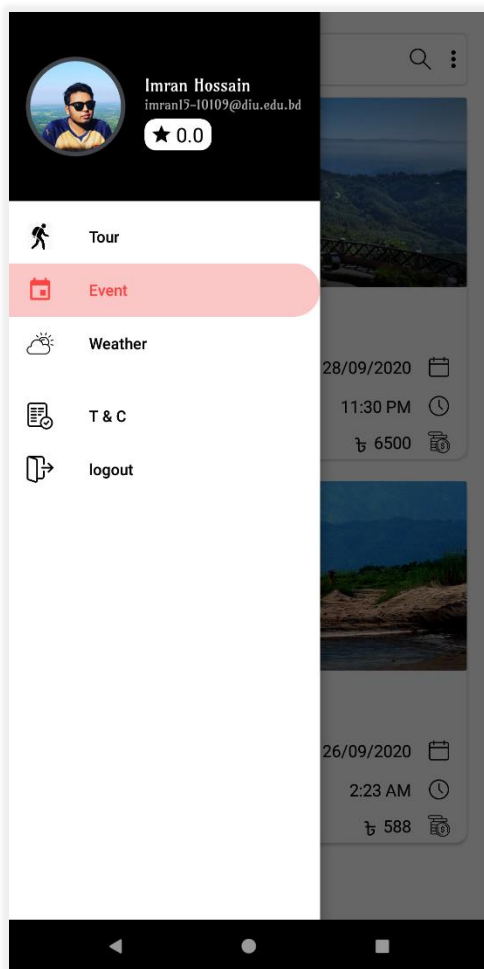 Imran Hossain
imran15-10109@diu.edu.bd
★ 0.0
Tour
Event
Weather
T & C
logout
28/09/2020
11:30 PM
৳ 6500
26/09/2020
2:23 AM
৳ 588